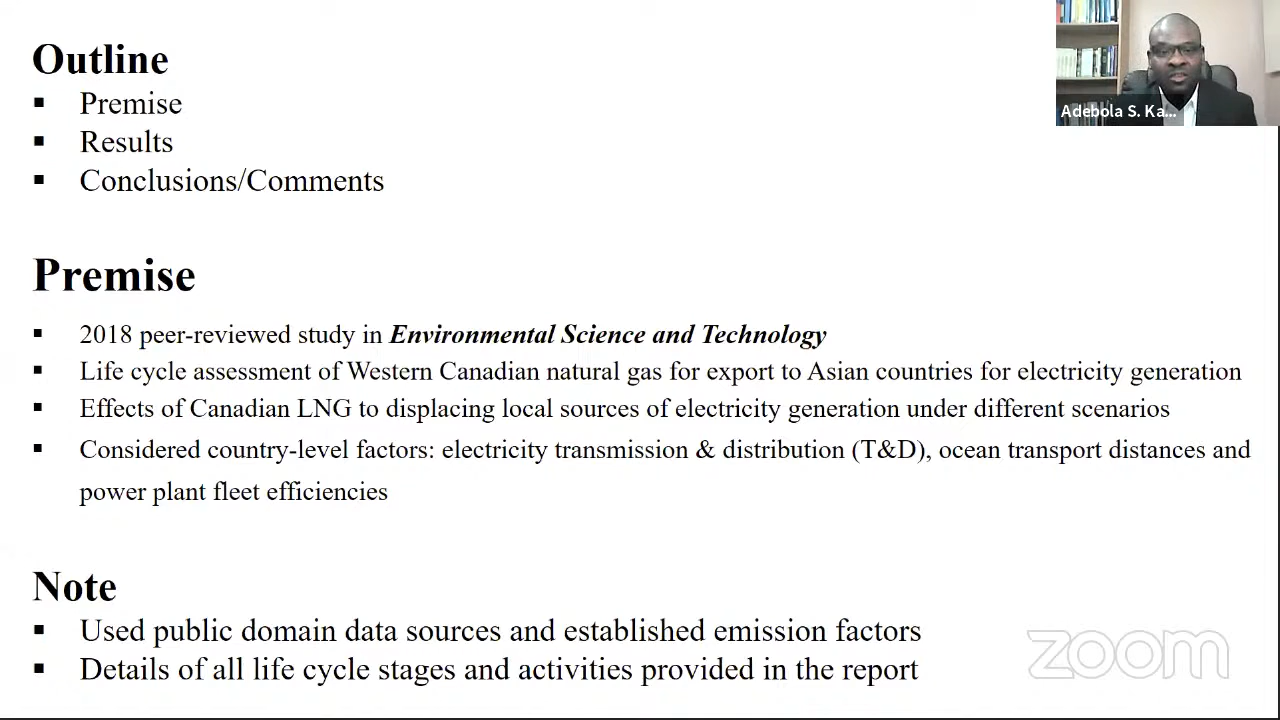 Outline
▪ Premise
▪ Results
▪ Conclusions/Comments
Adebola S. Ka...
Premise
▪ 2018 peer-reviewed study in Environmental Science and Technology
▪ Life cycle assessment of Western Canadian natural gas for export to Asian countries for electricity generation
▪ Effects of Canadian LNG to displacing local sources of electricity generation under different scenarios
▪ Considered country-level factors: electricity transmission & distribution (T&D), ocean transport distances and
power plant fleet efficiencies
Note
▪ Used public domain data sources and established emission factors
▪ Details of all life cycle stages and activities provided in the report
zoom